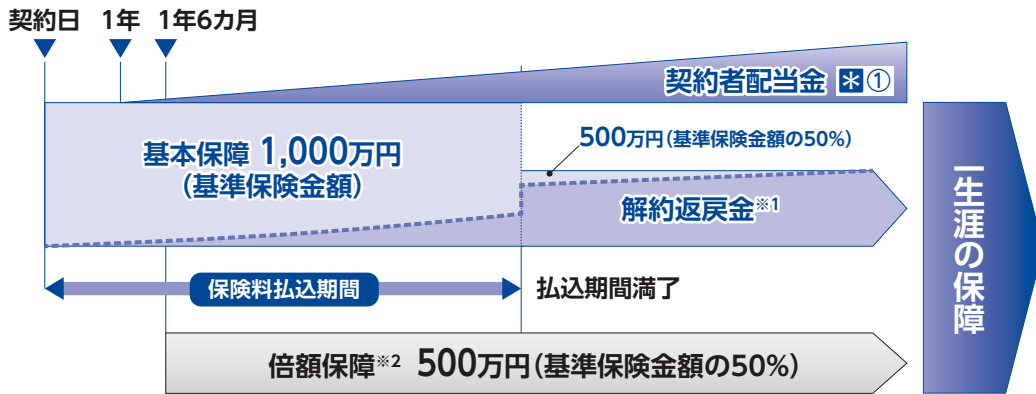 契約日 1年 1年6カ月
契約者配当金 *①
基本保障 1,000万円
(基準保険金額)
500万円(基準保険金額の50%)
解約返戻金※1
保険料払込期間
払込期間満了
倍額保障※2 500万円(基準保険金額の50%)
一生涯の保障